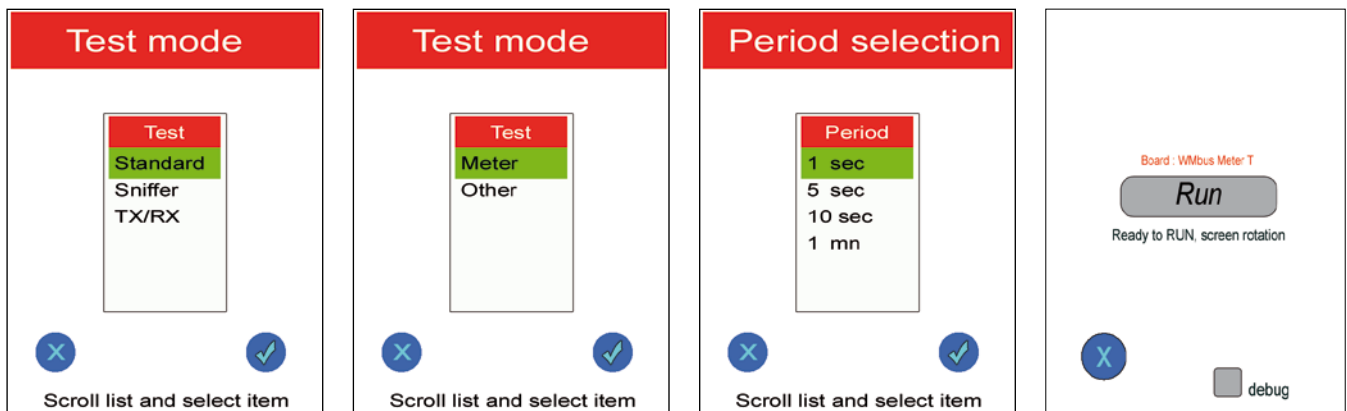 Test mode
Test
Standard
Sniffer
TX/RX
X
Scroll list and select item
Test mode
Test
Meter
Other
X
Scroll list and select item
Period selection
Period
1 sec
5 sec
10 sec
1 mn
X
Scroll list and select item
Board : WMbus Meter T
Run
Ready to RUN, screen rotation
X
debug